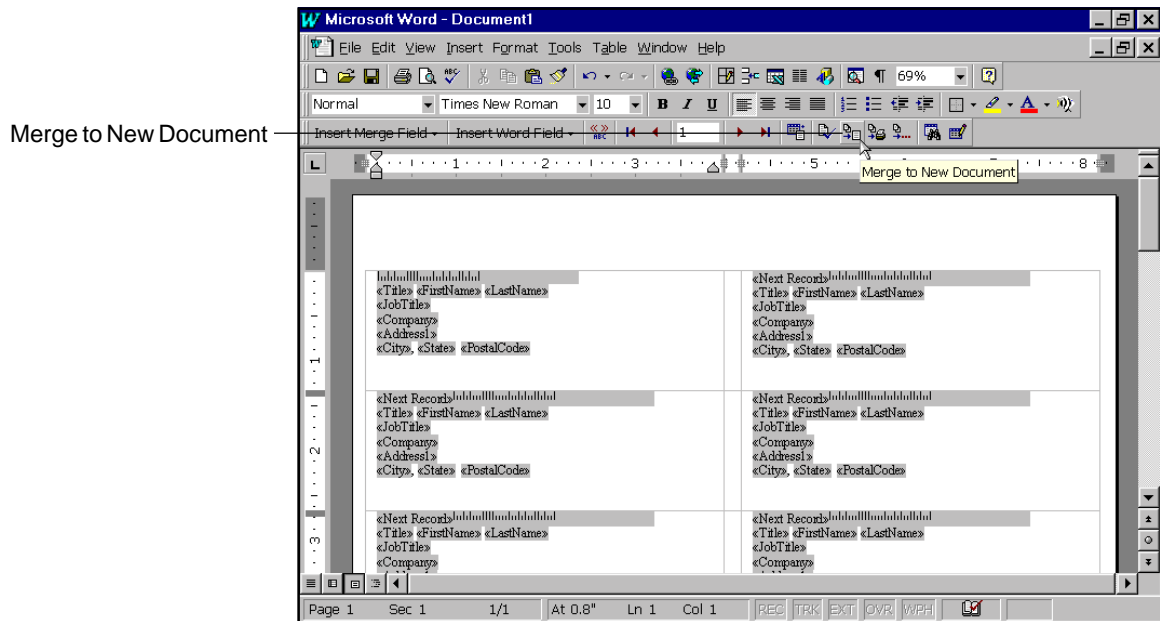 Microsoft Word - Document1
File Edit View Insert Format Tools Table Window Help
69%
Normal Times New Roman 10 B I U A
Merge to New Document
Insert Merge Field Insert Word Field «» ABC 1
L 1 2 3 5 8
Merge to New Document
«Title» «FirstName» «LastName»
«JobTitle»
«Company»
«Address1»
«City», «State» «PostalCode»
«Next Record»
«Title» «FirstName» «LastName»
«JobTitle»
«Company»
«Address1»
«City», «State» «PostalCode»
«Next Record»
«Title» «FirstName» «LastName»
«JobTitle»
«Company»
«Address1»
«City», «State» «PostalCode»
«Next Record»
«Title» «FirstName» «LastName»
«JobTitle»
«Company»
«Address1»
«City», «State» «PostalCode»
«Next Record»
«Title» «FirstName» «LastName»
«JobTitle»
«Company»
«Next Record»
«Title» «FirstName» «LastName»
«JobTitle»
«Company»
1
2
3
Page 1 Sec 1 1/1 At 0.8" Ln 1 Col 1 REC TRK EXT OVR WPH